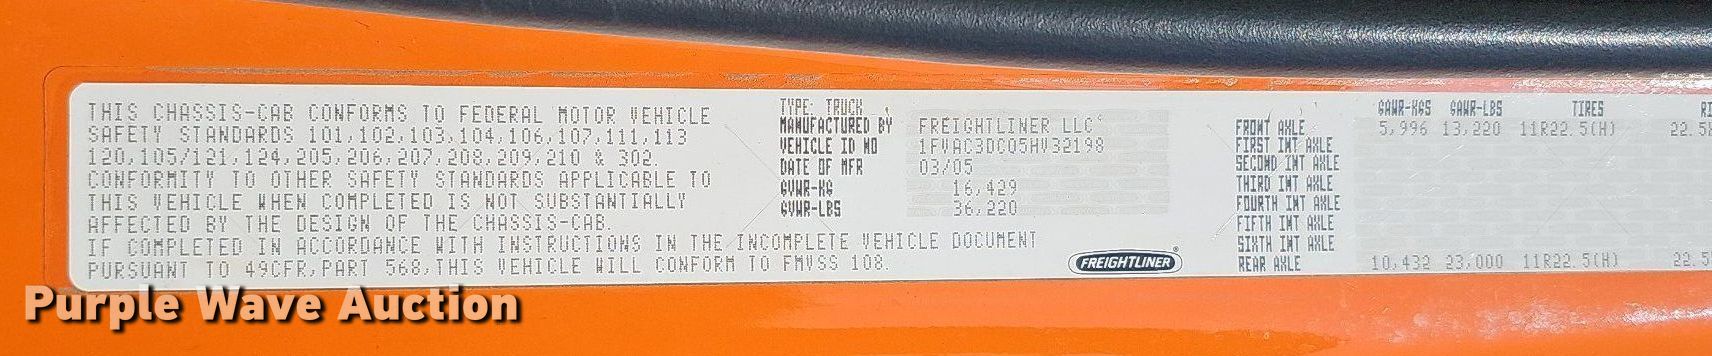 THIS CHASSIS-CAB CONFORMS TO FEDERAL MOTOR VEHICLE
SAFETY STANDARDS 101,102,103,104,106,107,111,113
120,105/121,124,205,206,207,208,209,210 & 302.
CONFORMITY TO OTHER SAFETY STANDARDS APPLICABLE TO
THIS VEHICLE WHEN COMPLETED IS NOT SUBSTANTIALLY
AFFECTED BY THE DESIGN OF THE CHASSIS-CAB.
IF COMPLETED IN ACCORDANCE WITH INSTRUCTIONS IN THE INCOMPLETE VEHICLE DOCUMENT
PURSUANT TO 49CFR,PART 568,THIS VEHICLE WILL CONFORM TO FMVSS 108.
TYPE: TRUCK
MANUFACTURED BY FREIGHTLINER LLC
VEHICLE ID NO 1FVAC3DC05HV32198
DATE OF MFR 03/05
GVWR-KG 16,429
GVWR-LBS 36,220
FREIGHTLINER®
GAWR-KGS GAWR-LBS TIRES
FRONT AXLE 5,996 13,220 11R22.5(H) 22.5
FIRST INT AXLE
SECOND INT AXLE
THIRD INT AXLE
FOURTH INT AXLE
FIFTH INT AXLE
SIXTH INT AXLE
REAR AXLE 10,432 23,000 11R22.5(H) 22.5
Purple Wave Auction